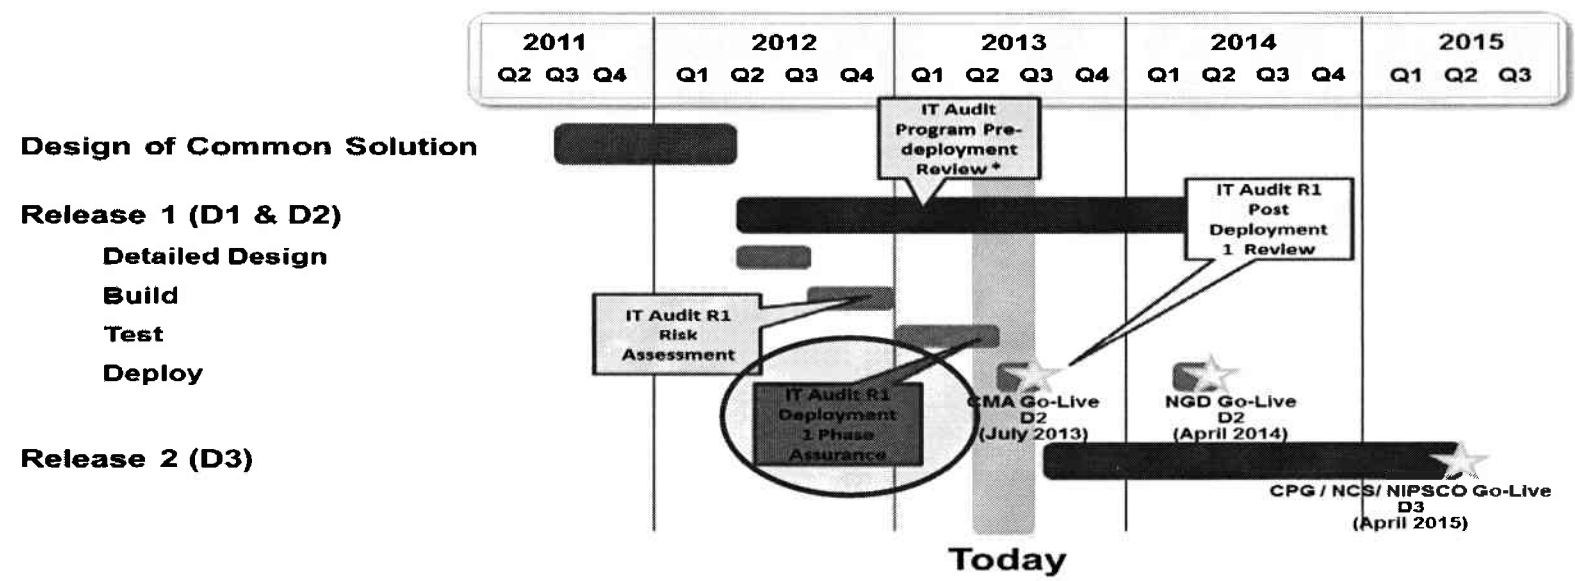 2011 2012 2013 2014 2015
Q2 Q3 Q4 Q1 Q2 Q3 Q4 Q1 Q2 Q3 Q4 Q1 Q2 Q3 Q4 Q1 Q2 Q3
IT Audit
Program Pre-
deployment
Review *
Design of Common Solution
Release 1 (D1 & D2)
IT Audit R1
Post
Deployment
1 Review
Detailed Design
Build
IT Audit R1
Risk
Assessment
Test
Deploy
IT Audit R1
Deployment
1 Phase
Assurance
CMA Go-Live
D2
(July 2013)
NGD Go-Live
D2
(April 2014)
Release 2 (D3)
CPG / NCS/ NIPSCO Go-Live
D3
(April 2015)
Today